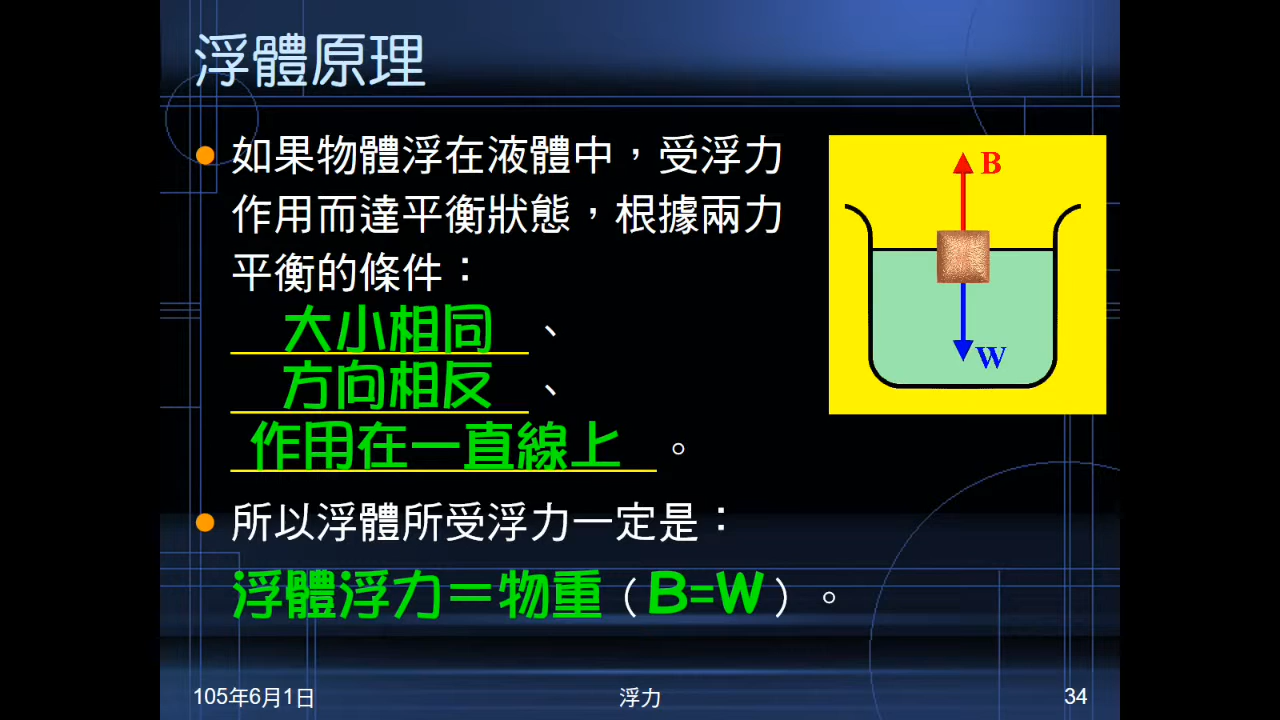 浮體原理
如果物體浮在液體中，受浮力
作用而達平衡狀態，根據兩力
平衡的條件：
大小相同、
方向相反、
作用在一直線上。
B
W
所以浮體所受浮力一定是：
浮體浮力＝物重（B=W）。
105年6月1日
浮力
34